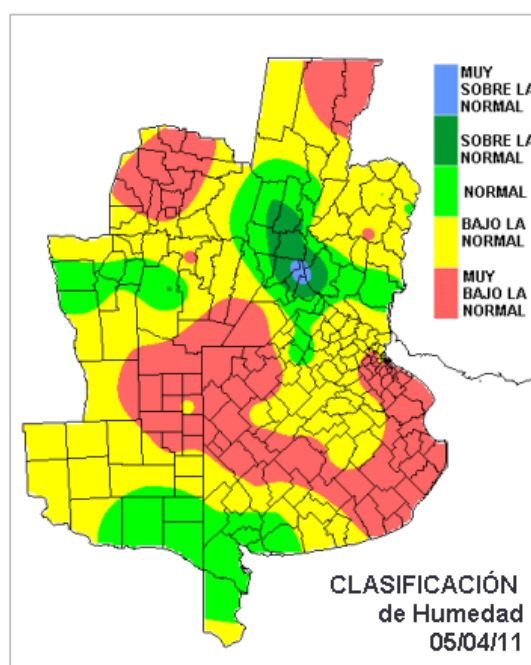 MUY
SOBRE LA
NORMAL
SOBRE LA
NORMAL
NORMAL
BAJO LA
NORMAL
MUY
BAJO LA
NORMAL
CLASIFICACIÓN
de Humedad
05/04/11